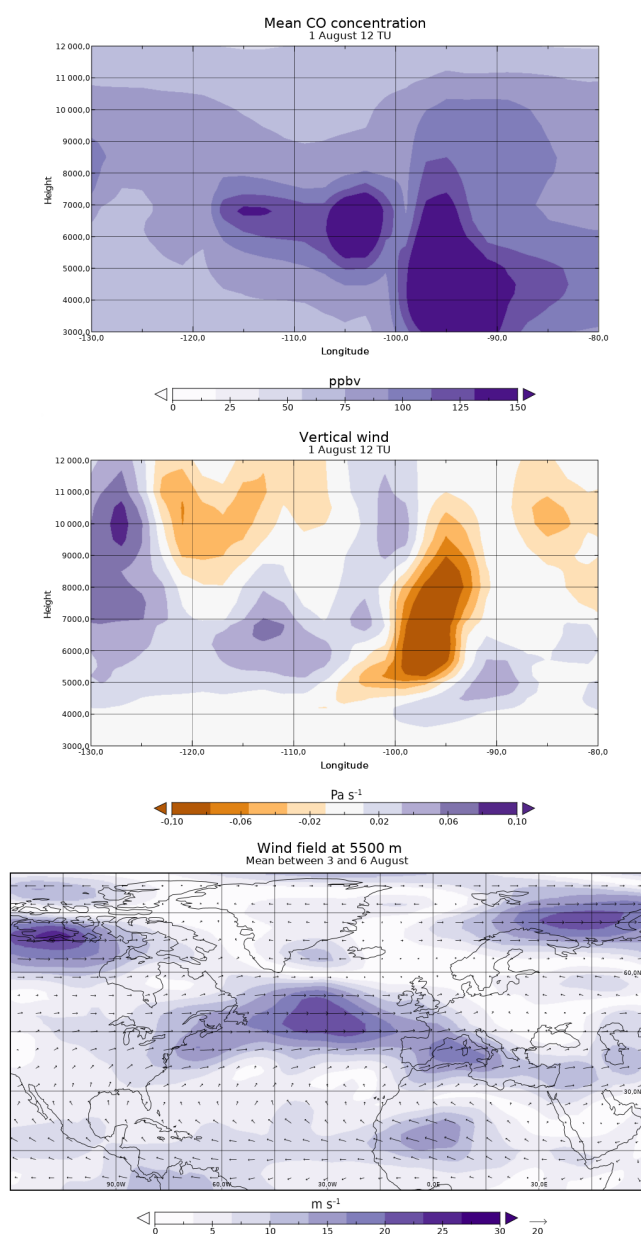 Mean CO concentration
1 August 12 TU
12 000,0
11 000,0
10 000,0
9000,0
8000,0
7000,0
6000,0
5000,0
4000,0
3000,0
Height
-130,0 -120,0 -110,0 -100,0 -90,0 -80,0
Longitude
ppbv
0 25 50 75 100 125 150
Vertical wind
1 August 12 TU
12 000,0
11 000,0
10 000,0
9000,0
8000,0
7000,0
6000,0
5000,0
4000,0
3000,0
Height
-130,0 -120,0 -110,0 -100,0 -90,0 -80,0
Longitude
Pa s⁻¹
-0.10 -0.06 -0.02 0.02 0.06 0.10
Wind field at 5500 m
Mean between 3 and 6 August
60.0N
30.0N
90.0W 60.0W 30.0W 0.0E 30.0E
m s⁻¹
0 5 10 15 20 25 30 20